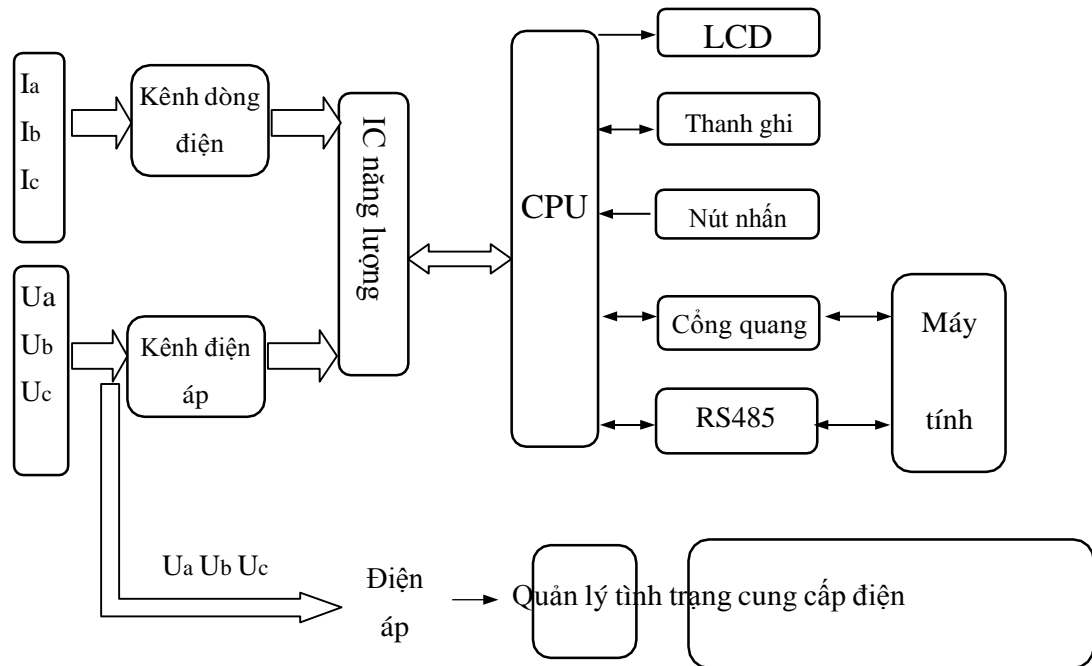 Ia
Ib
Ic
Kênh dòng
điện
Ua
Ub
Uc
Kênh điện
áp
IC năng lượng
CPU
LCD
Thanh ghi
Nút nhấn
Cổng quang
RS485
Máy
tính
Ua Ub Uc
Điện
áp
Quản lý tình trạng cung cấp điện